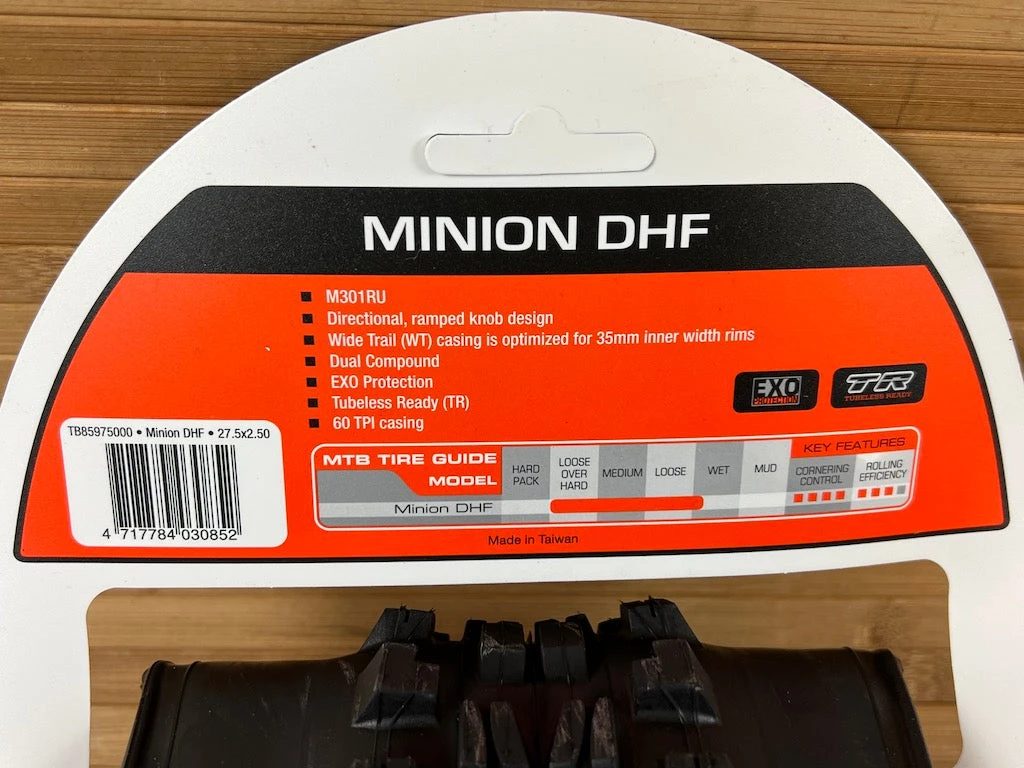 MINION DHF
M301RU
Directional, ramped knob design
Wide Trail (WT) casing is optimized for 35mm inner width rims
Dual Compound
EXO Protection
Tubeless Ready (TR)
60 TPI casing
EXO
PROTECTION
TR
TUBELESS READY
TB85975000 • Minion DHF • 27.5x2.50
4 717784 030852
MTB TIRE GUIDE
MODEL
HARD
PACK
LOOSE
OVER
HARD
MEDIUM
LOOSE
WET
MUD
KEY FEATURES
CORNERING
CONTROL
ROLLING
EFFICIENCY
Minion DHF
Made in Taiwan